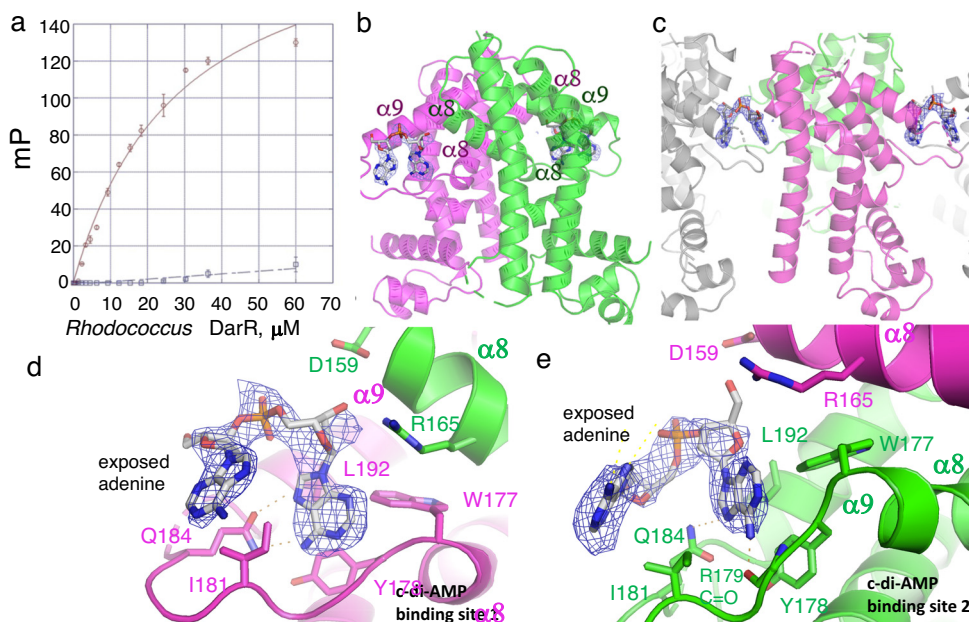 a
140
120
100
80
60
40
20
0
mP
0 10 20 30 40 50 60 70
Rhodococcus DarR, μM
b
α8
α9
α8
α9
α8
α8
c
d
D159
α8
α9
R165
exposed
adenine
L192
W177
Q184
I181
Y178
c-di-AMP
binding site 1
α8
e
D159
α8
R165
exposed
adenine
L192
W177
α8
α9
Q184
R179
C=O
I181
Y178
c-di-AMP
binding site 2